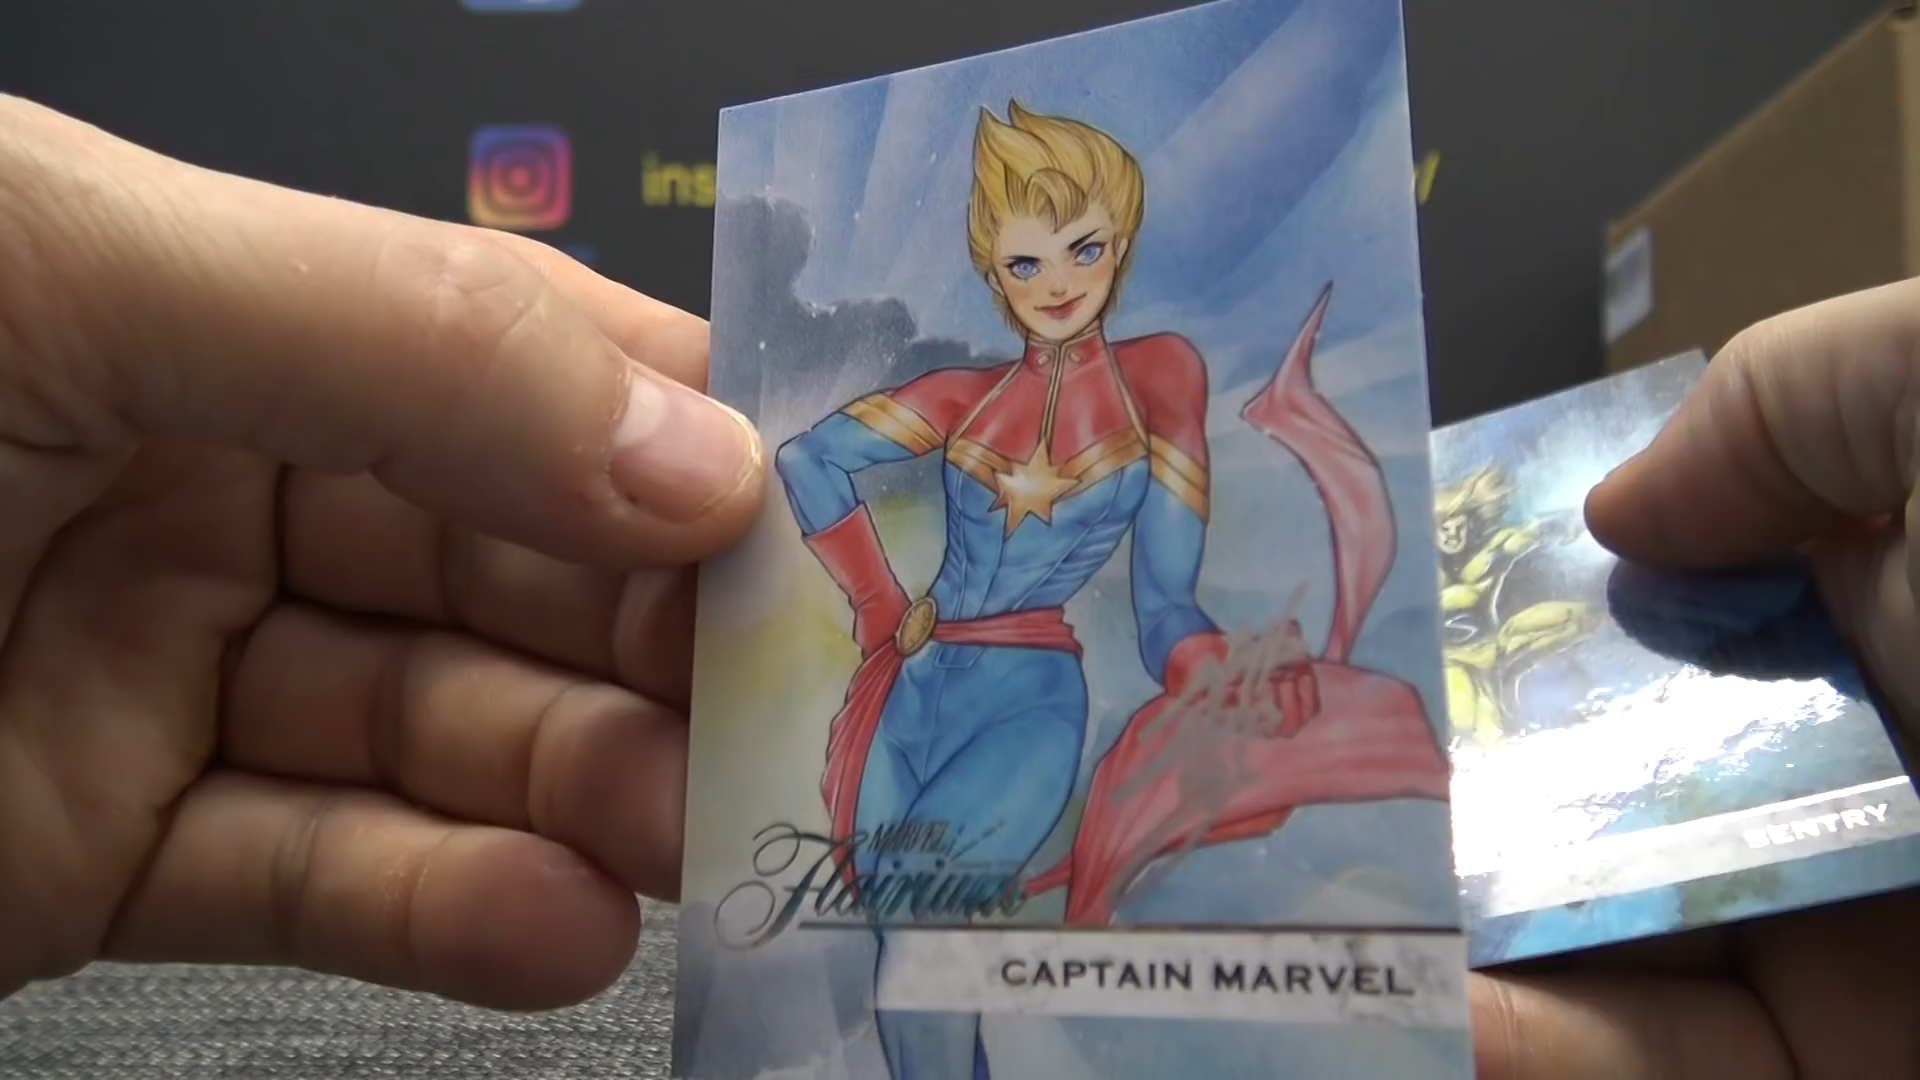 ins
/
MARVEL
Flairium
CAPTAIN MARVEL
SENTRY